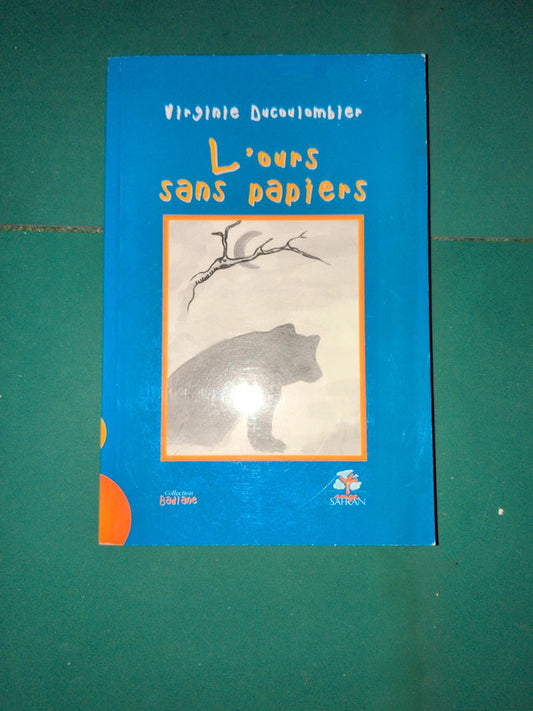 Virginie Ducoulombier
L'ours
sans papiers
Collection
Badiane
SAFRAN